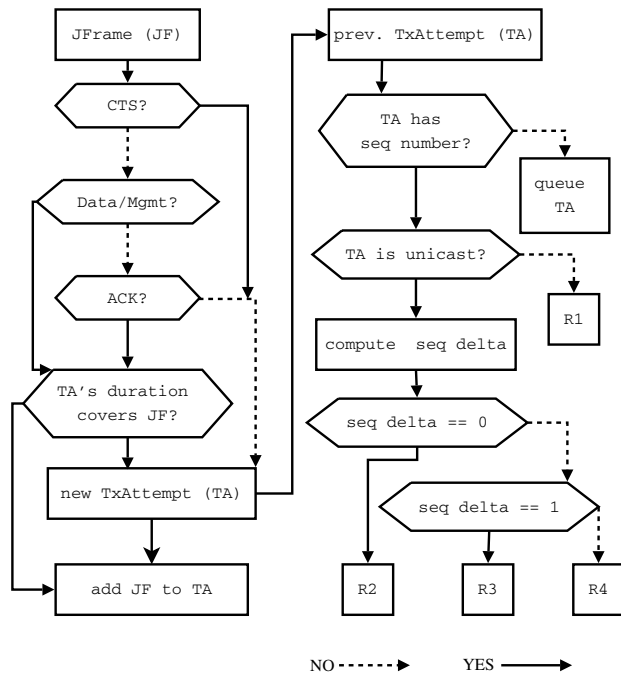 JFrame (JF)
CTS?
Data/Mgmt?
ACK?
TA's duration
covers JF?
new TxAttempt (TA)
add JF to TA
prev. TxAttempt (TA)
TA has
seq number?
queue
TA
TA is unicast?
R1
compute seq delta
seq delta == 0
seq delta == 1
R2
R3
R4
NO
YES